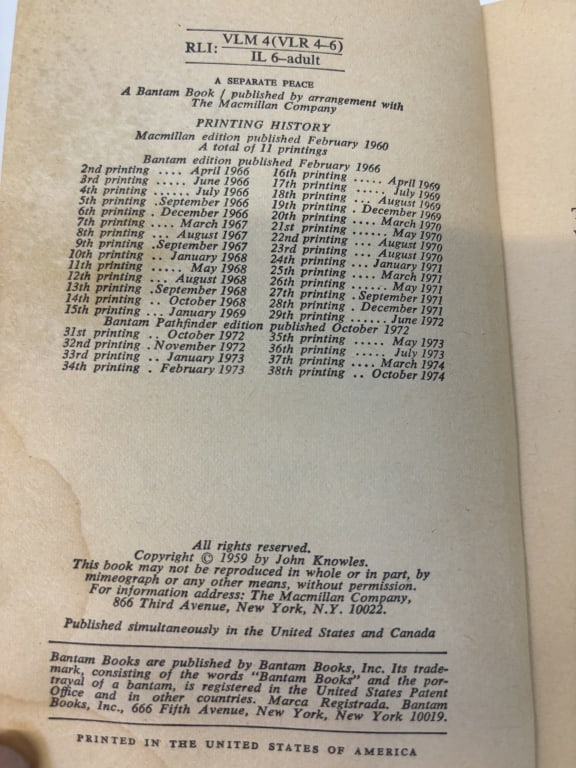 RLI: VLM 4 (VLR 4–6)
IL 6–adult
A SEPARATE PEACE
A Bantam Book / published by arrangement with
The Macmillan Company
PRINTING HISTORY
Macmillan edition published February 1960
A total of 11 printings
Bantam edition published February 1966
2nd printing .... April 1966
3rd printing ..... June 1966
4th printing ...... July 1966
5th printing .September 1966
6th printing . December 1966
7th printing .... March 1967
8th printing ... August 1967
9th printing .September 1967
10th printing .. January 1968
11th printing ..... May 1968
12th printing ... August 1968
13th printing .September 1968
14th printing .. October 1968
15th printing ... January 1969
16th printing ..... April 1969
17th printing ..... July 1969
18th printing ... August 1969
19th printing . December 1969
20th printing .... March 1970
21st printing ...... May 1970
22nd printing ... August 1970
23rd printing ... August 1970
24th printing ... January 1971
25th printing .... March 1971
26th printing ...... May 1971
27th printing .September 1971
28th printing . December 1971
29th printing ...... June 1972
Bantam Pathfinder edition published October 1972
31st printing .. October 1972
32nd printing . November 1972
33rd printing .. January 1973
34th printing . February 1973
35th printing ..... May 1973
36th printing ..... July 1973
37th printing .... March 1974
38th printing .. October 1974
All rights reserved.
Copyright © 1959 by John Knowles.
This book may not be reproduced in whole or in part, by
mimeograph or any other means, without permission.
For information address: The Macmillan Company,
866 Third Avenue, New York, N.Y. 10022.
Published simultaneously in the United States and Canada
Bantam Books are published by Bantam Books, Inc. Its trade-
mark, consisting of the words "Bantam Books" and the por-
trayal of a bantam, is registered in the United States Patent
Office and in other countries. Marca Registrada. Bantam
Books, Inc., 666 Fifth Avenue, New York, New York 10019.
PRINTED IN THE UNITED STATES OF AMERICA